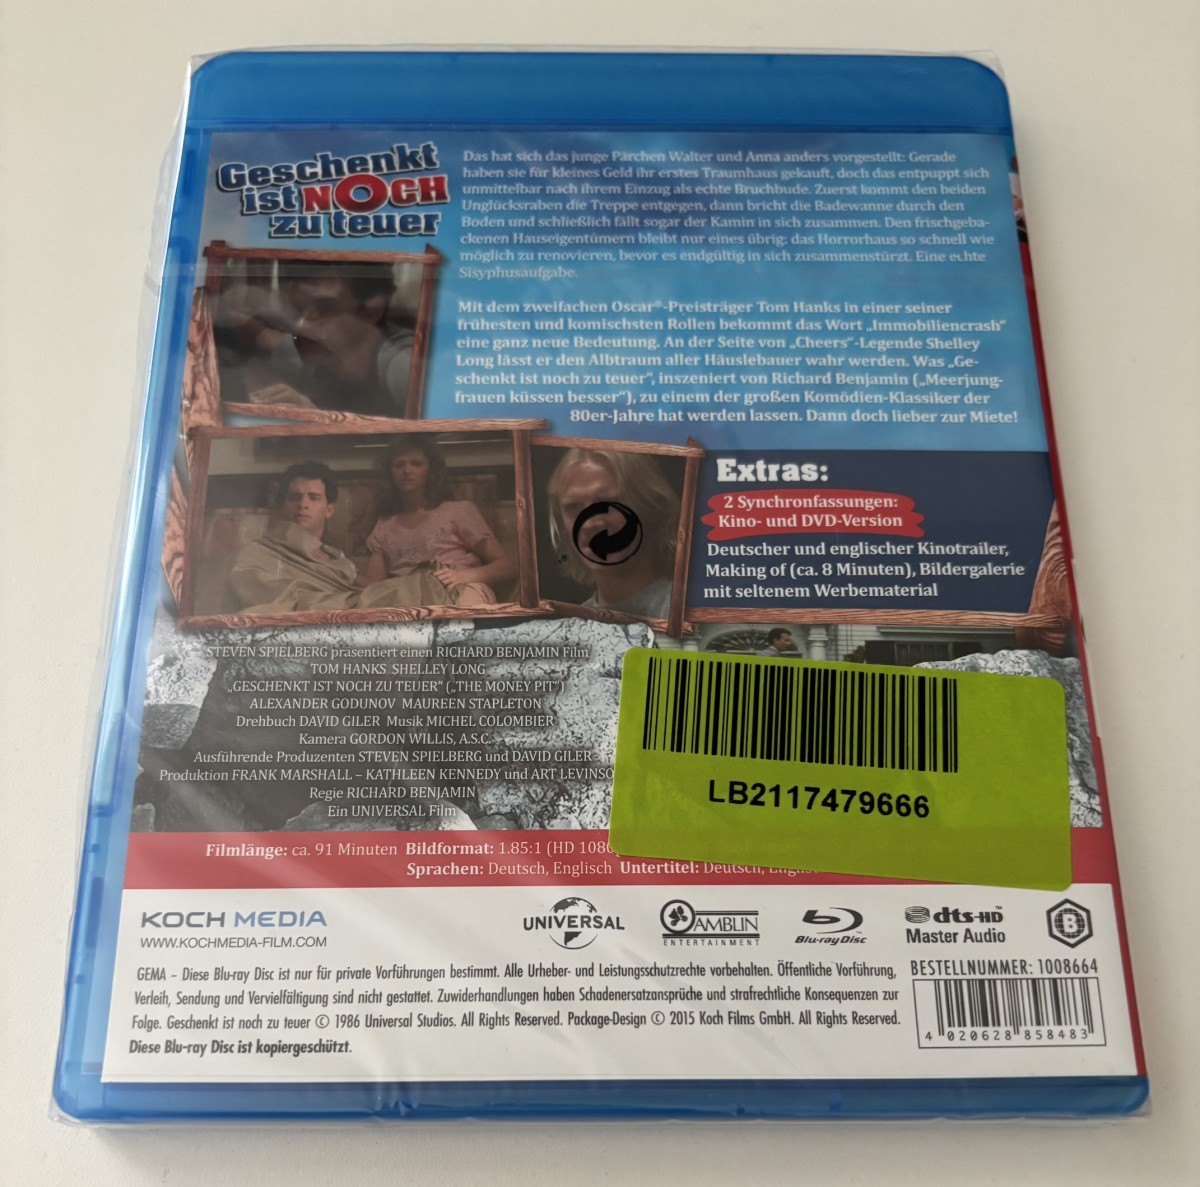 Geschenkt
ist NOCH
zu teuer
Das hat sich das junge Pärchen Walter und Anna anders vorgestellt: Gerade
haben sie für kleines Geld ihr erstes Traumhaus gekauft, doch das entpuppt sich
unmittelbar nach ihrem Einzug als echte Bruchbude. Zuerst kommt den beiden
Unglücksraben die Treppe entgegen, dann bricht die Badewanne durch den
Boden und schließlich fällt sogar der Kamin in sich zusammen. Den frischgeba-
ckenen Hauseigentümern bleibt nur eines übrig: das Horrorhaus so schnell wie
möglich zu renovieren, bevor es endgültig in sich zusammenstürzt. Eine echte
Sisyphusaufgabe.
Mit dem zweifachen Oscar®-Preisträger Tom Hanks in einer seiner
frühesten und komischsten Rollen bekommt das Wort „Immobiliencrash“
eine ganz neue Bedeutung. An der Seite von „Cheers“-Legende Shelley
Long lässt er den Albtraum aller Häuslebauer wahr werden. Was „Ge-
schenkt ist noch zu teuer“, inszeniert von Richard Benjamin („Meerjung-
frauen küssen besser“), zu einem der großen Komödien-Klassiker der
80er-Jahre hat werden lassen. Dann doch lieber zur Miete!
Extras:
2 Synchronfassungen:
Kino- und DVD-Version
Deutscher und englischer Kinotrailer,
Making of (ca. 8 Minuten), Bildergalerie
mit seltenem Werbematerial
STEVEN SPIELBERG präsentiert einen RICHARD BENJAMIN Film
TOM HANKS SHELLEY LONG
„GESCHENKT IST NOCH ZU TEUER“ („THE MONEY PIT“)
ALEXANDER GODUNOV MAUREEN STAPLETON
Drehbuch DAVID GILER Musik MICHEL COLOMBIER
Kamera GORDON WILLIS, A.S.C.
Ausführende Produzenten STEVEN SPIELBERG und DAVID GILER
Produktion FRANK MARSHALL – KATHLEEN KENNEDY und ART LEVINSO
Regie RICHARD BENJAMIN
Ein UNIVERSAL Film
LB2117479666
Filmlänge: ca. 91 Minuten Bildformat: 1.85:1 (HD 1080
Sprachen: Deutsch, Englisch Untertitel: Deutsch,
KOCH MEDIA
WWW.KOCHMEDIA-FILM.COM
UNIVERSAL
AMBLIN
ENTERTAINMENT
Blu-ray Disc
dts-HD™
Master Audio
B
GEMA – Diese Blu-ray Disc ist nur für private Vorführungen bestimmt. Alle Urheber- und Leistungsschutzrechte vorbehalten. Öffentliche Vorführung,
Verleih, Sendung und Vervielfältigung sind nicht gestattet. Zuwiderhandlungen haben Schadenersatzansprüche und strafrechtliche Konsequenzen zur
Folge. Geschenkt ist noch zu teuer © 1986 Universal Studios. All Rights Reserved. Package-Design © 2015 Koch Films GmbH. All Rights Reserved.
Diese Blu-ray Disc ist kopiergeschützt.
BESTELLNUMMER: 1008664
4 020628 858483